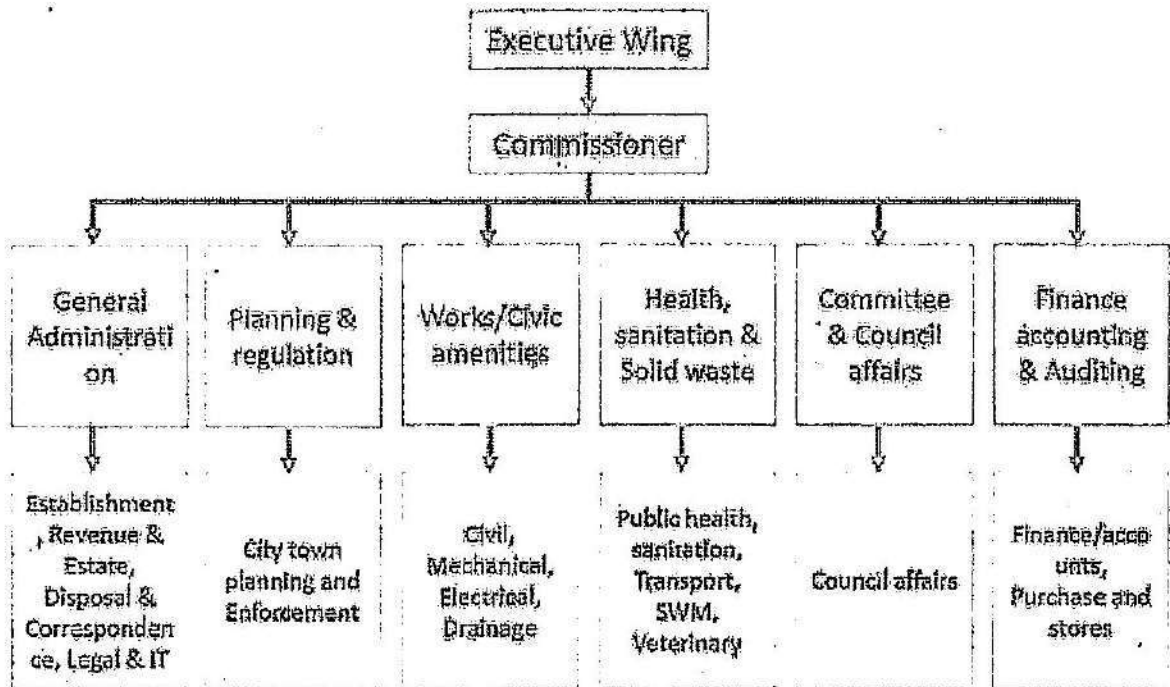 Executive Wing
Commissioner
General
Administrati
on
Planning &
regulation
Works/Civic
amenities
Health,
sanitation &
Solid waste
Committee
& Council
affairs
Finance
accounting
& Auditing
Establishment
, Revenue &
Estate,
Disposal &
Corresponden
ce, Legal & IT
City town
planning and
Enforcement
Civil,
Mechanical,
Electrical,
Drainage
Public health,
sanitation,
Transport,
SWM,
Veterinary
Council affairs
Finance/acco
unts,
Purchase and
stores